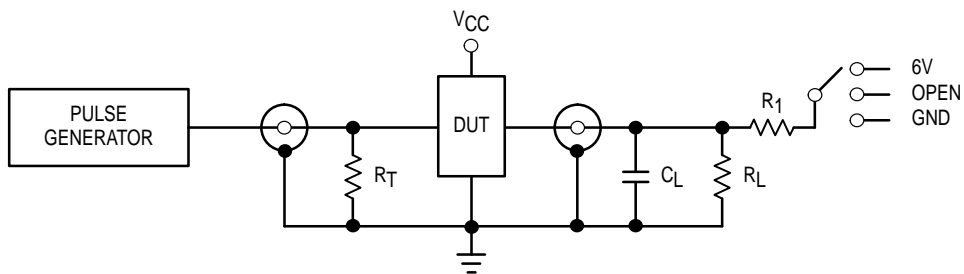 VCC
PULSE
GENERATOR
DUT
RT
CL
RL
R1
6V
OPEN
GND